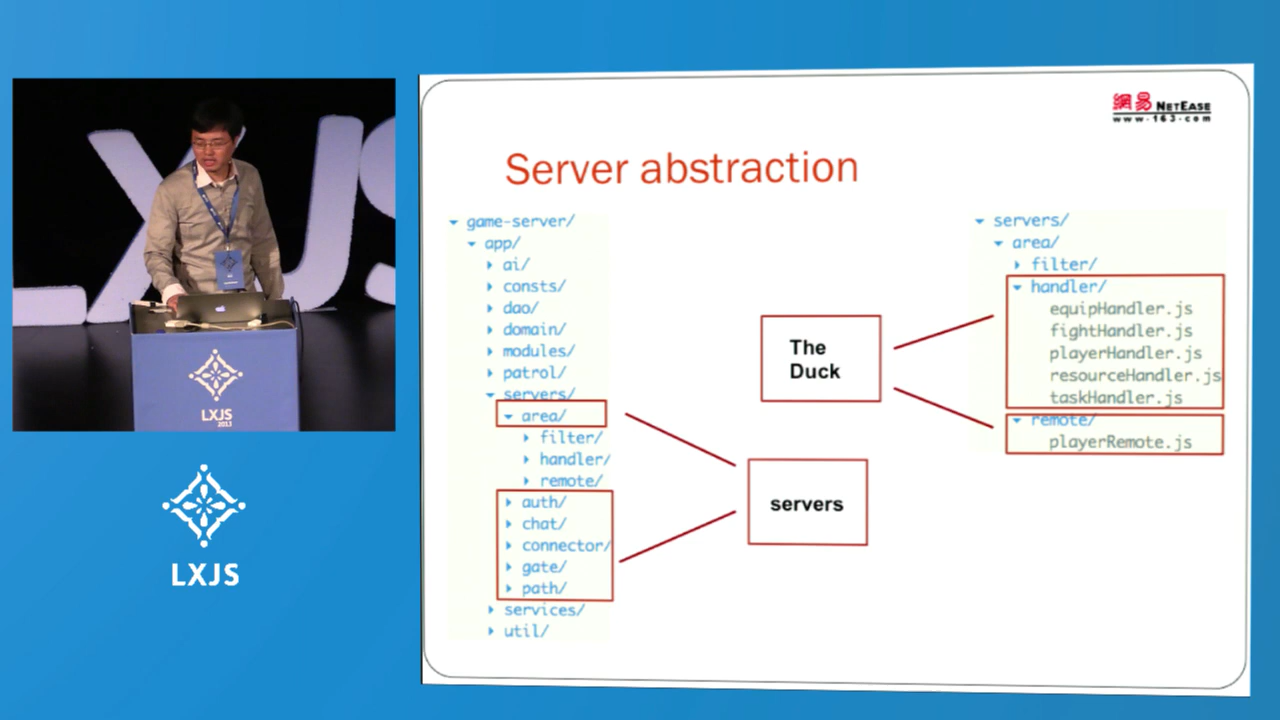 LXJS
LXJS
2013
LXJS
網易 NETEASE
www.163.com
Server abstraction
game-server/
app/
ai/
consts/
dao/
domain/
modules/
patrol/
servers/
area/
filter/
handler/
remote/
auth/
chat/
connector/
gate/
path/
services/
util/
The
Duck
servers
servers/
area/
filter/
handler/
equipHandler.js
fightHandler.js
playerHandler.js
resourceHandler.js
taskHandler.js
remote/
playerRemote.js